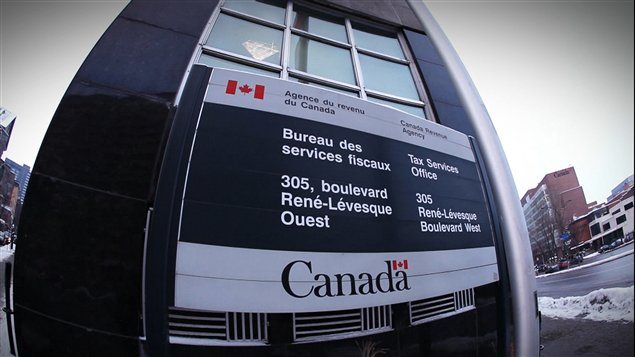 Agence du revenu
du Canada
Canada Revenue
Agency
Bureau des
services fiscaux
305, boulevard
René-Lévesque
Ouest
Tax Services
Office
305
René-Lévesque
Boulevard West
Canada
Canada